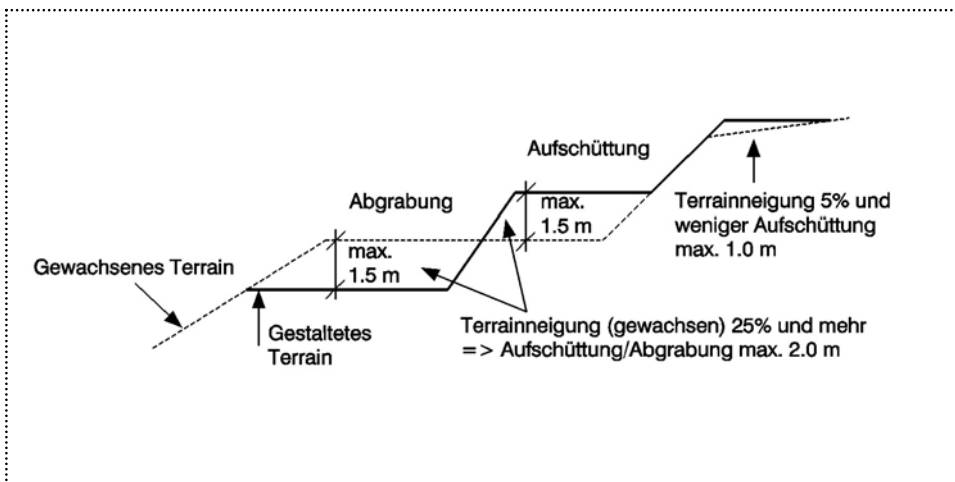 Aufschüttung
Abgrabung
max.
1.5 m
Terrainneigung 5% und
weniger Aufschüttung
max. 1.0 m
Gewachsenes Terrain
max.
1.5 m
Gestaltetes
Terrain
Terrainneigung (gewachsen) 25% und mehr
=> Aufschüttung/Abgrabung max. 2.0 m